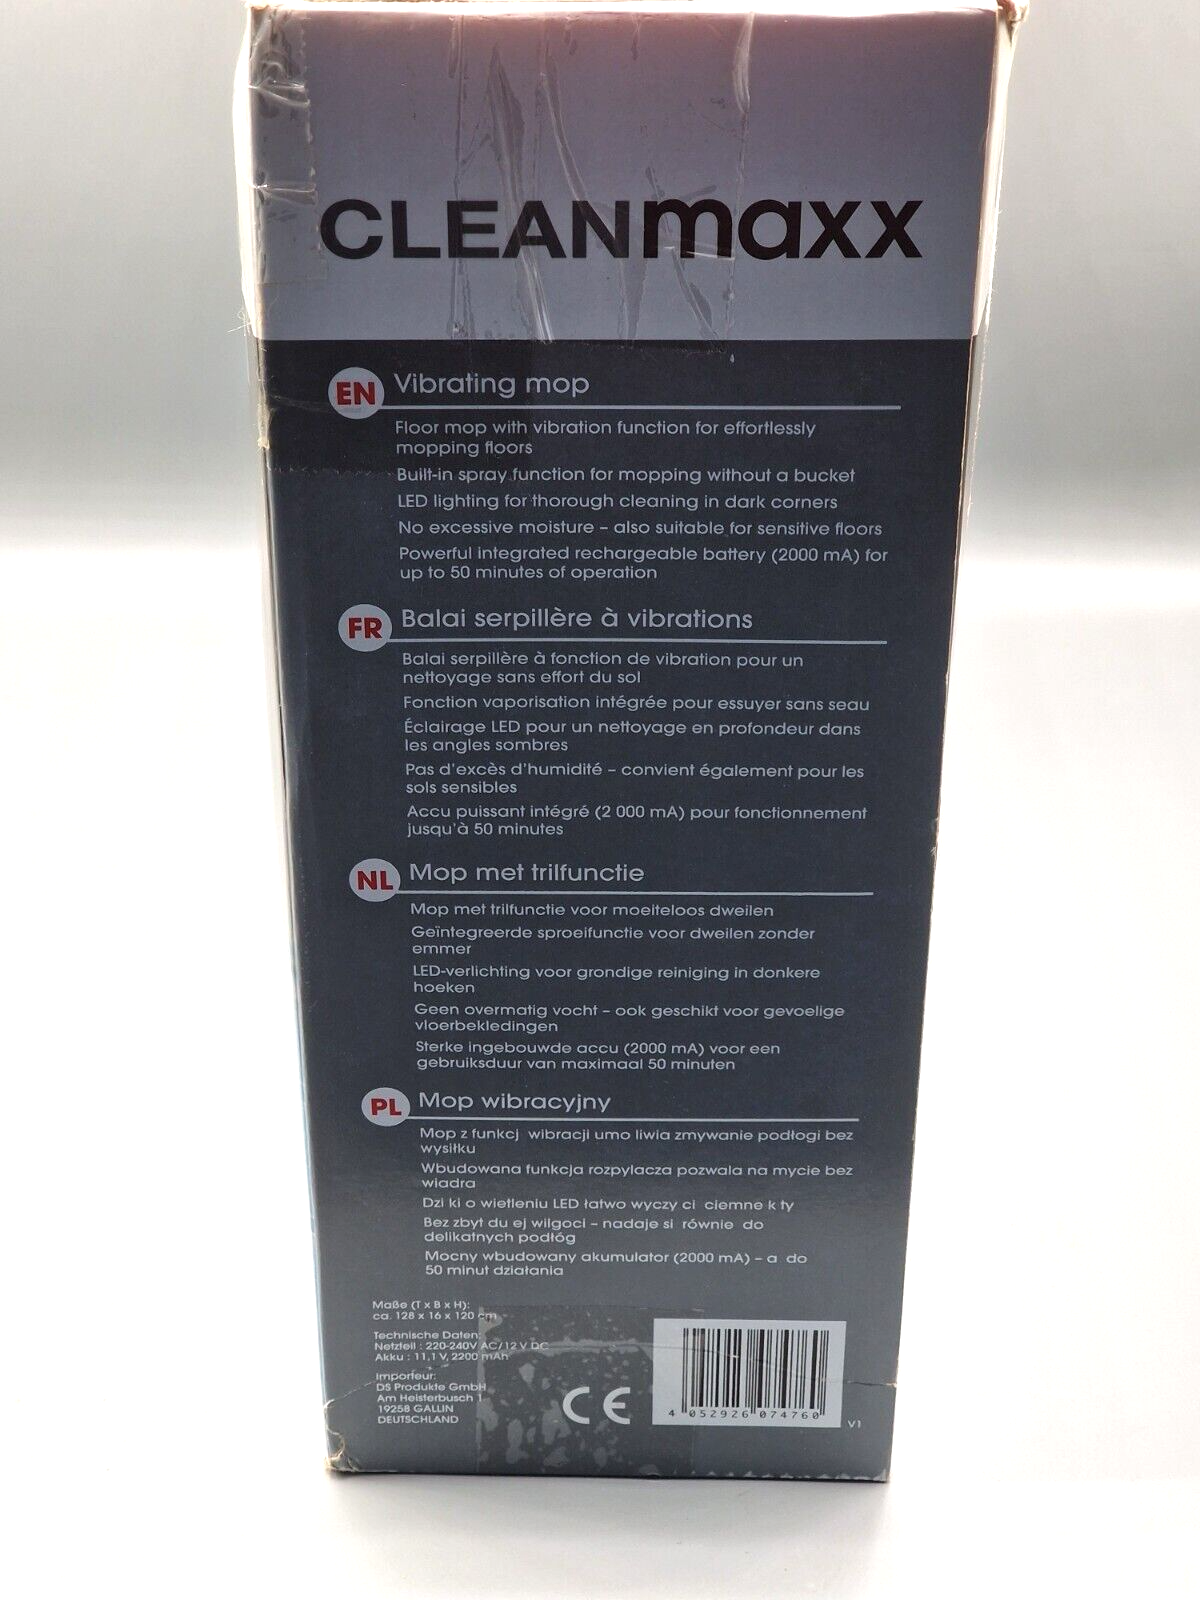 CLEANmaxx
EN Vibrating mop
Floor mop with vibration function for effortlessly
mopping floors
Built-in spray function for mopping without a bucket
LED lighting for thorough cleaning in dark corners
No excessive moisture – also suitable for sensitive floors
Powerful integrated rechargeable battery (2000 mA) for
up to 50 minutes of operation
FR Balai serpillère à vibrations
Balai serpillère à fonction de vibration pour un
nettoyage sans effort du sol
Fonction vaporisation intégrée pour essuyer sans seau
Éclairage LED pour un nettoyage en profondeur dans
les angles sombres
Pas d'excès d'humidité – convient également pour les
sols sensibles
Accu puissant intégré (2 000 mA) pour fonctionnement
jusqu'à 50 minutes
NL Mop met trilfunctie
Mop met trilfunctie voor moeiteloos dweilen
Geïntegreerde sproeifunctie voor dweilen zonder
emmer
LED-verlichting voor grondige reiniging in donkere
hoeken
Geen overmatig vocht – ook geschikt voor gevoelige
vloerbekledingen
Sterke ingebouwde accu (2000 mA) voor een
gebruiksduur van maximaal 50 minuten
PL Mop wibracyjny
Mop z funkcj wibracji umo liwia zmywanie podłogi bez
wysiłku
Wbudowana funkcja rozpylacza pozwala na mycie bez
wiadra
Dzi ki o wietleniu LED łatwo wyczy ci ciemne k ty
Bez zbyt du ej wilgoci – nadaje si równie do
delikatnych podłóg
Mocny wbudowany akumulator (2000 mA) – a do
50 minut działania
Maße (T x B x H):
ca. 128 x 16 x 120 cm
Technische Daten:
Netzteil : 220-240V AC/12 V DC
Akku : 11,1 V, 2200 mAh
Importeur:
DS Produkte GmbH
Am Heisterbusch 1
19258 GALLIN
DEUTSCHLAND
CE
4 052926 074760
V1